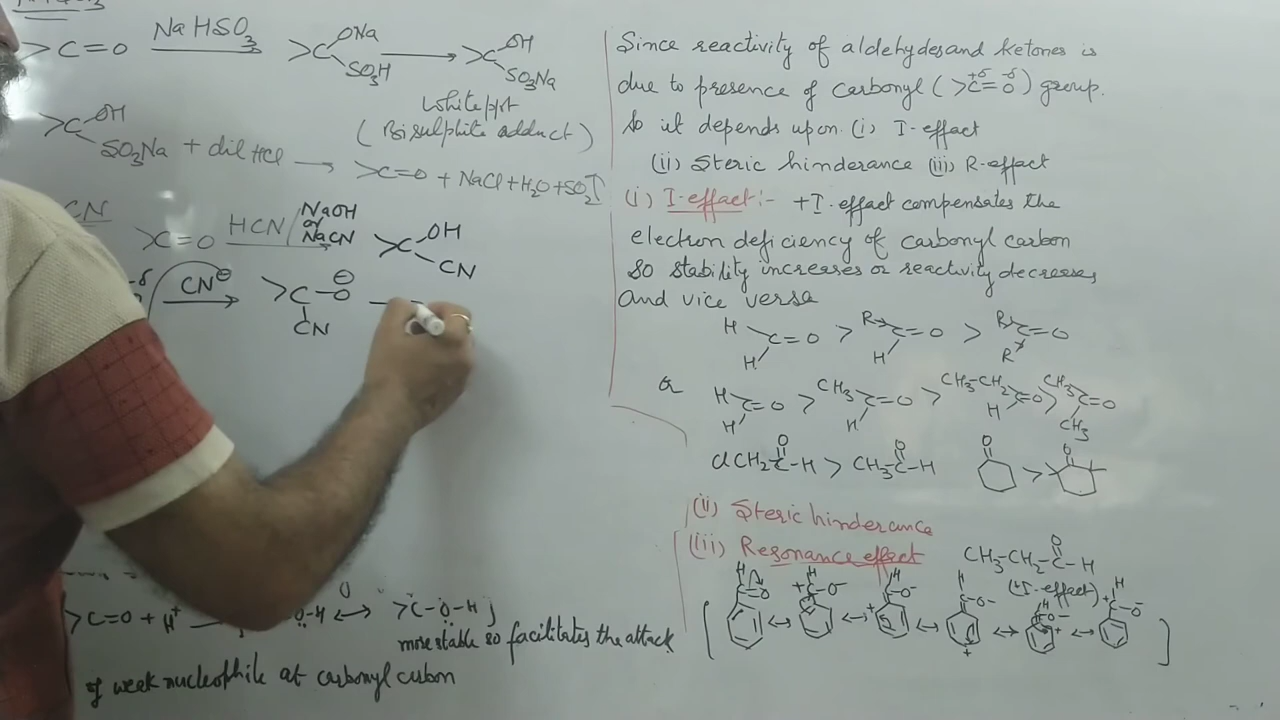 >C=O NaHSO3 >C ONa SO3H → >C OH SO3Na
White ppt
(Bisulphite adduct)
>C OH SO3Na + dil HCl → >C=O + NaCl + H2O + SO2↑
CN
>C=O HCN/NaOH or NaCN >C OH CN
-δ CN⊖ → >C-O⊖ CN
>C=O + H+ O-H ↔ >C-O-H
more stable so facilitates the attack
of weak nucleophile at carbonyl carbon
Since reactivity of aldehydes and ketones is
due to presence of carbonyl (>C+δ=O-δ) group.
So it depends upon (i) I-effect
(ii) Steric hinderance (iii) R-effect
(i) I-effect:- +I-effect compensates the
electron deficiency of carbonyl carbon
so stability increases or reactivity decreases
and vice versa
H H C=O > R H C=O > R R C=O
or H H C=O > CH3 H C=O > CH3-CH2 H C=O > CH3 CH3 C=O
ClCH2-C-H O > CH3-C-H O O > O
(ii) Steric hinderance
(iii) Resonance effect CH3-CH2-C-H O
(+I-effect)
[ H C=O ↔ + H C-O- ↔ + H C-O- ↔ H C-O- + ↔ H C-O- + ↔ + H C-O- ]